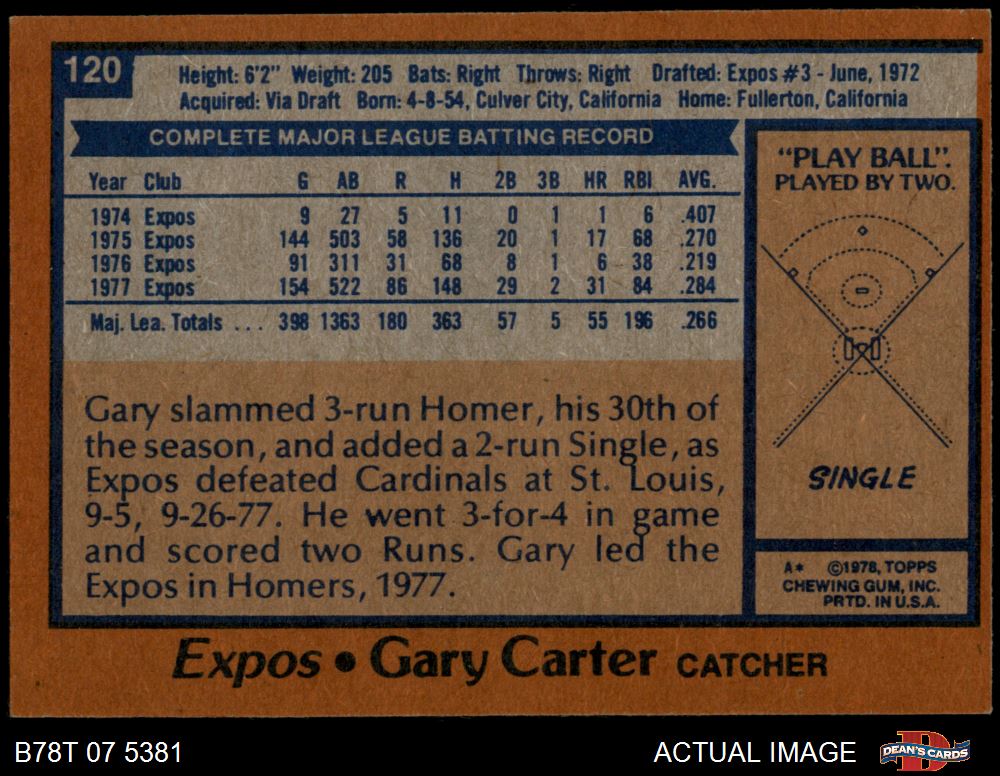 120
Height: 6'2" Weight: 205 Bats: Right Throws: Right Drafted: Expos #3 - June, 1972
Acquired: Via Draft Born: 4-8-54, Culver City, California Home: Fullerton, California
COMPLETE MAJOR LEAGUE BATTING RECORD
Year Club G AB R H 2B 3B HR RBI AVG.
1974 Expos 9 27 5 11 0 1 1 6 .407
1975 Expos 144 503 58 136 20 1 17 68 .270
1976 Expos 91 311 31 68 8 1 6 38 .219
1977 Expos 154 522 86 148 29 2 31 84 .284
Maj. Lea. Totals ... 398 1363 180 363 57 5 55 196 .266
Gary slammed 3-run Homer, his 30th of
the season, and added a 2-run Single, as
Expos defeated Cardinals at St. Louis,
9-5, 9-26-77. He went 3-for-4 in game
and scored two Runs. Gary led the
Expos in Homers, 1977.
"PLAY BALL".
PLAYED BY TWO.
SINGLE
A* ©1978, TOPPS
CHEWING GUM, INC.
PRTD. IN U.S.A.
Expos • Gary Carter CATCHER
B78T 07 5381
ACTUAL IMAGE
DEAN'S CARDS